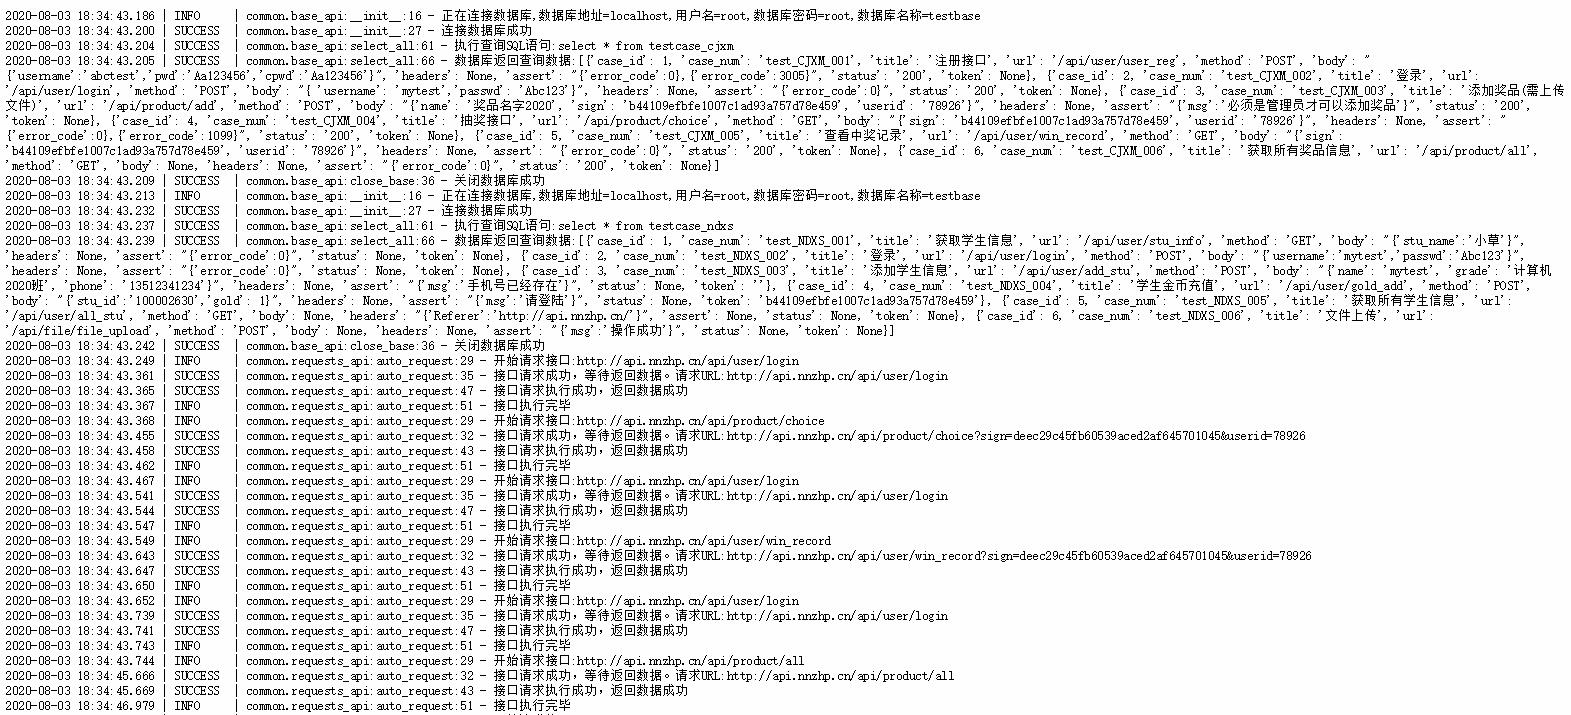 2020-08-03 18:34:43.186 | INFO     | common.base_api:__init__:16 - 正在连接数据库,数据库地址=localhost,用户名=root,数据库密码=root,数据库名称=testbase
2020-08-03 18:34:43.200 | SUCCESS  | common.base_api:__init__:27 - 连接数据库成功
2020-08-03 18:34:43.204 | SUCCESS  | common.base_api:select_all:61 - 执行查询SQL语句:select * from testcase_cjxm
2020-08-03 18:34:43.205 | SUCCESS  | common.base_api:select_all:66 - 数据库返回查询数据:[{'case_id': 1, 'case_num': 'test_CJXM_001', 'title': '注册接口', 'url': '/api/user/user_reg', 'method': 'POST', 'body': "
{'username':'abctest','pwd':'Aa123456','cpwd':'Aa123456'}", 'headers': None, 'assert': "{'error_code':0},{'error_code':3005}", 'status': '200', 'token': None}, {'case_id': 2, 'case_num': 'test_CJXM_002', 'title': '登录', 'url':
'/api/user/login', 'method': 'POST', 'body': "{ 'username': 'mytest','passwd': 'Abc123'}", 'headers': None, 'assert': "{'error_code':0}", 'status': '200', 'token': None}, {'case_id': 3, 'case_num': 'test_CJXM_003', 'title': '添加奖品(需上传
文件)', 'url': '/api/product/add', 'method': 'POST', 'body': "{'name': '奖品名字2020', 'sign': 'b44109efbfe1007c1ad93a757d78e459', 'userid': '78926'}", 'headers': None, 'assert': "{'msg':'必须是管理员才可以添加奖品'}", 'status': '200',
'token': None}, {'case_id': 4, 'case_num': 'test_CJXM_004', 'title': '抽奖接口', 'url': '/api/product/choice', 'method': 'GET', 'body': "{'sign': 'b44109efbfe1007c1ad93a757d78e459', 'userid': '78926'}", 'headers': None, 'assert': "
{'error_code':0},{'error_code':1099}", 'status': '200', 'token': None}, {'case_id': 5, 'case_num': 'test_CJXM_005', 'title': '查看中奖记录', 'url': '/api/user/win_record', 'method': 'GET', 'body': "{'sign':
'b44109efbfe1007c1ad93a757d78e459', 'userid': '78926'}", 'headers': None, 'assert': "{'error_code':0}", 'status': '200', 'token': None}, {'case_id': 6, 'case_num': 'test_CJXM_006', 'title': '获取所有奖品信息', 'url': '/api/product/all',
'method': 'GET', 'body': None, 'headers': None, 'assert': "{'error_code':0}", 'status': '200', 'token': None}]
2020-08-03 18:34:43.209 | SUCCESS  | common.base_api:close_base:36 - 关闭数据库成功
2020-08-03 18:34:43.213 | INFO     | common.base_api:__init__:16 - 正在连接数据库,数据库地址=localhost,用户名=root,数据库密码=root,数据库名称=testbase
2020-08-03 18:34:43.232 | SUCCESS  | common.base_api:__init__:27 - 连接数据库成功
2020-08-03 18:34:43.237 | SUCCESS  | common.base_api:select_all:61 - 执行查询SQL语句:select * from testcase_ndxs
2020-08-03 18:34:43.239 | SUCCESS  | common.base_api:select_all:66 - 数据库返回查询数据:[{'case_id': 1, 'case_num': 'test_NDXS_001', 'title': '获取学生信息', 'url': '/api/user/stu_info', 'method': 'GET', 'body': "{'stu_name':'小草'}",
'headers': None, 'assert': "{'error_code':0}", 'status': None, 'token': None}, {'case_id': 2, 'case_num': 'test_NDXS_002', 'title': '登录', 'url': '/api/user/login', 'method': 'POST', 'body': "{'username':'mytest','passwd':'Abc123'}",
'headers': None, 'assert': "{'error_code':0}", 'status': None, 'token': None}, {'case_id': 3, 'case_num': 'test_NDXS_003', 'title': '添加学生信息', 'url': '/api/user/add_stu', 'method': 'POST', 'body': "{'name': 'mytest', 'grade': '计算机
2020班', 'phone': '13512341234'}", 'headers': None, 'assert': "{'msg':'手机号已经存在'}", 'status': None, 'token': ''}, {'case_id': 4, 'case_num': 'test_NDXS_004', 'title': '学生金币充值', 'url': '/api/user/gold_add', 'method': 'POST',
'body': "{'stu_id':'100002630','gold': 1}", 'headers': None, 'assert': "{'msg':'请登陆'}", 'status': None, 'token': 'b44109efbfe1007c1ad93a757d78e459'}, {'case_id': 5, 'case_num': 'test_NDXS_005', 'title': '获取所有学生信息', 'url':
'/api/user/all_stu', 'method': 'GET', 'body': None, 'headers': "{'Referer':'http://api.nnzhp.cn/'}", 'assert': None, 'status': None, 'token': None}, {'case_id': 6, 'case_num': 'test_NDXS_006', 'title': '文件上传', 'url':
'/api/file/file_upload', 'method': 'POST', 'body': None, 'headers': None, 'assert': "{'msg':'操作成功'}", 'status': None, 'token': None}]
2020-08-03 18:34:43.242 | SUCCESS  | common.base_api:close_base:36 - 关闭数据库成功
2020-08-03 18:34:43.249 | INFO     | common.requests_api:auto_request:29 - 开始请求接口:http://api.nnzhp.cn/api/user/login
2020-08-03 18:34:43.361 | SUCCESS  | common.requests_api:auto_request:35 - 接口请求成功，等待返回数据。请求URL:http://api.nnzhp.cn/api/user/login
2020-08-03 18:34:43.365 | SUCCESS  | common.requests_api:auto_request:47 - 接口请求执行成功，返回数据成功
2020-08-03 18:34:43.367 | INFO     | common.requests_api:auto_request:51 - 接口执行完毕
2020-08-03 18:34:43.368 | INFO     | common.requests_api:auto_request:29 - 开始请求接口:http://api.nnzhp.cn/api/product/choice
2020-08-03 18:34:43.455 | SUCCESS  | common.requests_api:auto_request:32 - 接口请求成功，等待返回数据。请求URL:http://api.nnzhp.cn/api/product/choice?sign=deec29c45fb60539aced2af645701045&userid=78926
2020-08-03 18:34:43.458 | SUCCESS  | common.requests_api:auto_request:43 - 接口请求执行成功，返回数据成功
2020-08-03 18:34:43.462 | INFO     | common.requests_api:auto_request:51 - 接口执行完毕
2020-08-03 18:34:43.467 | INFO     | common.requests_api:auto_request:29 - 开始请求接口:http://api.nnzhp.cn/api/user/login
2020-08-03 18:34:43.541 | SUCCESS  | common.requests_api:auto_request:35 - 接口请求成功，等待返回数据。请求URL:http://api.nnzhp.cn/api/user/login
2020-08-03 18:34:43.544 | SUCCESS  | common.requests_api:auto_request:47 - 接口请求执行成功，返回数据成功
2020-08-03 18:34:43.547 | INFO     | common.requests_api:auto_request:51 - 接口执行完毕
2020-08-03 18:34:43.549 | INFO     | common.requests_api:auto_request:29 - 开始请求接口:http://api.nnzhp.cn/api/user/win_record
2020-08-03 18:34:43.643 | SUCCESS  | common.requests_api:auto_request:32 - 接口请求成功，等待返回数据。请求URL:http://api.nnzhp.cn/api/user/win_record?sign=deec29c45fb60539aced2af645701045&userid=78926
2020-08-03 18:34:43.647 | SUCCESS  | common.requests_api:auto_request:43 - 接口请求执行成功，返回数据成功
2020-08-03 18:34:43.650 | INFO     | common.requests_api:auto_request:51 - 接口执行完毕
2020-08-03 18:34:43.652 | INFO     | common.requests_api:auto_request:29 - 开始请求接口:http://api.nnzhp.cn/api/user/login
2020-08-03 18:34:43.739 | SUCCESS  | common.requests_api:auto_request:35 - 接口请求成功，等待返回数据。请求URL:http://api.nnzhp.cn/api/user/login
2020-08-03 18:34:43.741 | SUCCESS  | common.requests_api:auto_request:47 - 接口请求执行成功，返回数据成功
2020-08-03 18:34:43.743 | INFO     | common.requests_api:auto_request:51 - 接口执行完毕
2020-08-03 18:34:43.744 | INFO     | common.requests_api:auto_request:29 - 开始请求接口:http://api.nnzhp.cn/api/product/all
2020-08-03 18:34:45.666 | SUCCESS  | common.requests_api:auto_request:32 - 接口请求成功，等待返回数据。请求URL:http://api.nnzhp.cn/api/product/all
2020-08-03 18:34:45.669 | SUCCESS  | common.requests_api:auto_request:43 - 接口请求执行成功，返回数据成功
2020-08-03 18:34:46.979 | INFO     | common.requests_api:auto_request:51 - 接口执行完毕